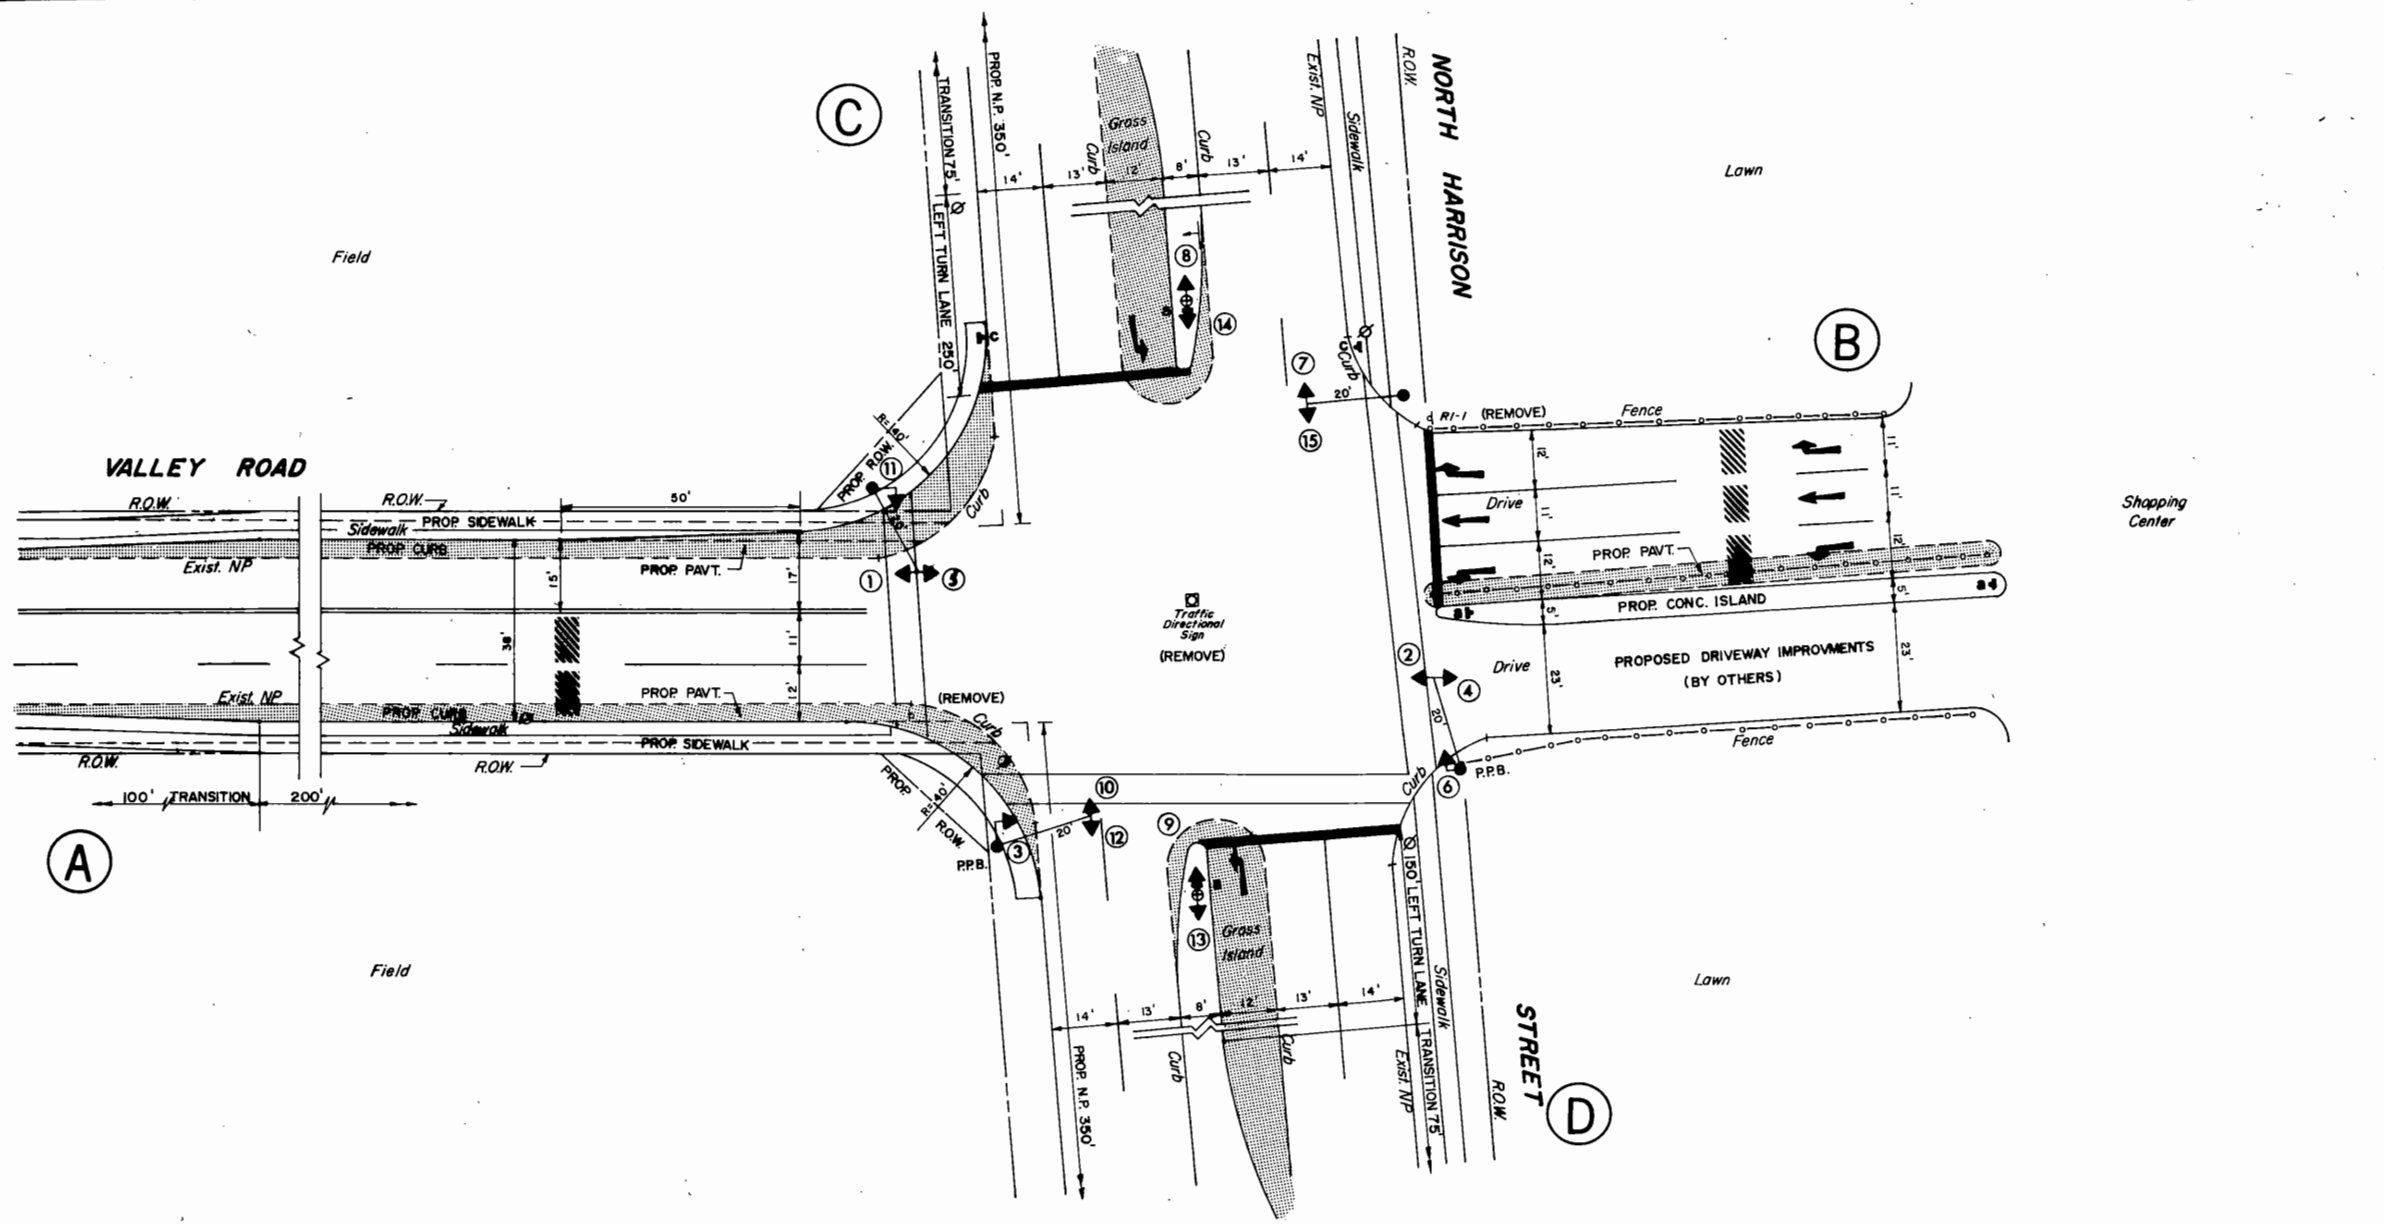 C
TRANSITION 75'
PROP. N.P. 350'
LEFT TURN LANE 250'
Curb
Grass
Island
Curb
14'
13'
12'
8'
13'
14'
Exist. NP
Sidewalk
R.O.W.
NORTH HARRISON
Lawn
Field
8
14
7
20'
15
C
C
Curb
B
d R1-1 (REMOVE)
Fence
12'
11'
12'
5'
23'
11'
11'
12'
5'
23'
Drive
PROP. PAVT.
PROP. CONC. ISLAND
Shopping
Center
Drive
PROPOSED DRIVEWAY IMPROVMENTS
(BY OTHERS)
Fence
VALLEY ROAD
R.O.W.
R.O.W.
PROP. SIDEWALK
Sidewalk
PROP. CURB
Exist. NP
50'
PROP. PAVT.
R=40'
PROP. R.O.W.
11
20'
Curb
1
15'
17'
38'
11'
12'
Traffic
Directional
Sign
(REMOVE)
2
4
20'
P.P.B.
6
Curb
Exist. NP
PROP. PAVT.
PROP. CURB
Sidewalk
PROP. SIDEWALK
R.O.W.
R.O.W.
(REMOVE)
Curb
100' TRANSITION
200'
A
PROP.
R.O.W.
R=40'
P.P.B.
3
20'
10
12
9
13
Grass
Island
14'
13'
8'
12'
13'
14'
150' LEFT TURN LANE
TRANSITION 75'
Sidewalk
PROP. N.P. 350'
Curb
Curb
Exist. NP
R.O.W.
STREET
D
Field
Lawn